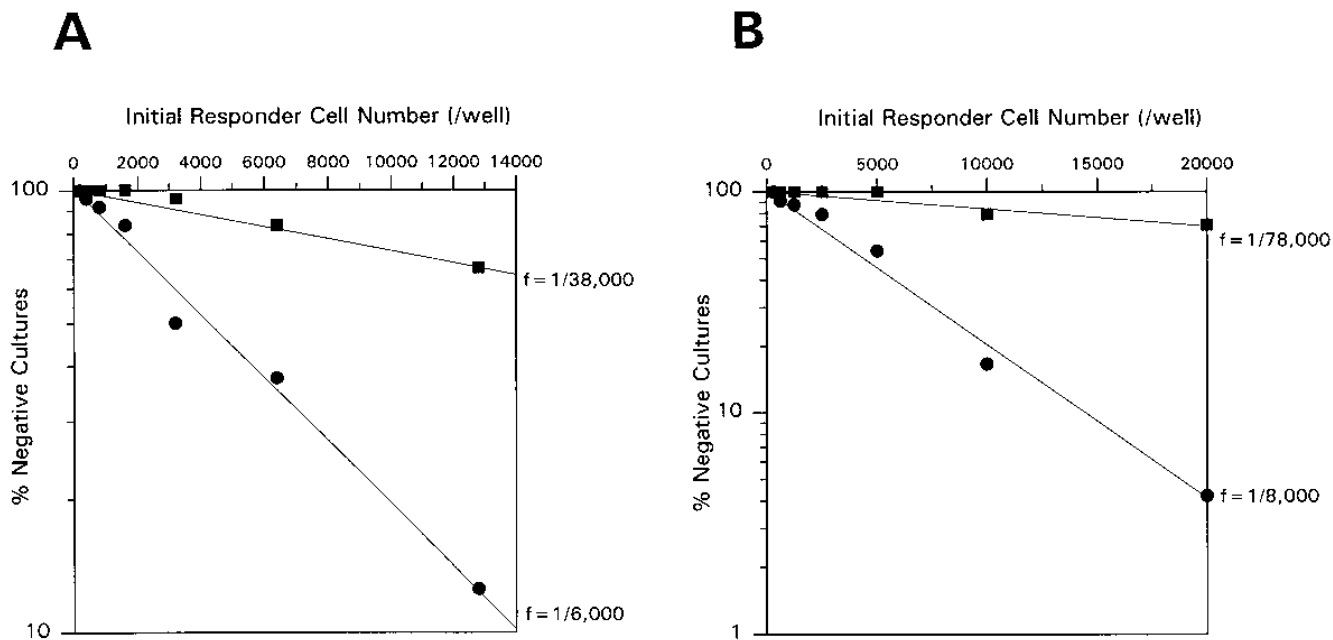 A
Initial Responder Cell Number (/well)
0 2000 4000 6000 8000 10000 12000 14000
100
10
% Negative Cultures
f = 1/38,000
f = 1/6,000
B
Initial Responder Cell Number (/well)
0 5000 10000 15000 20000
100
10
1
% Negative Cultures
f = 1/78,000
f = 1/8,000